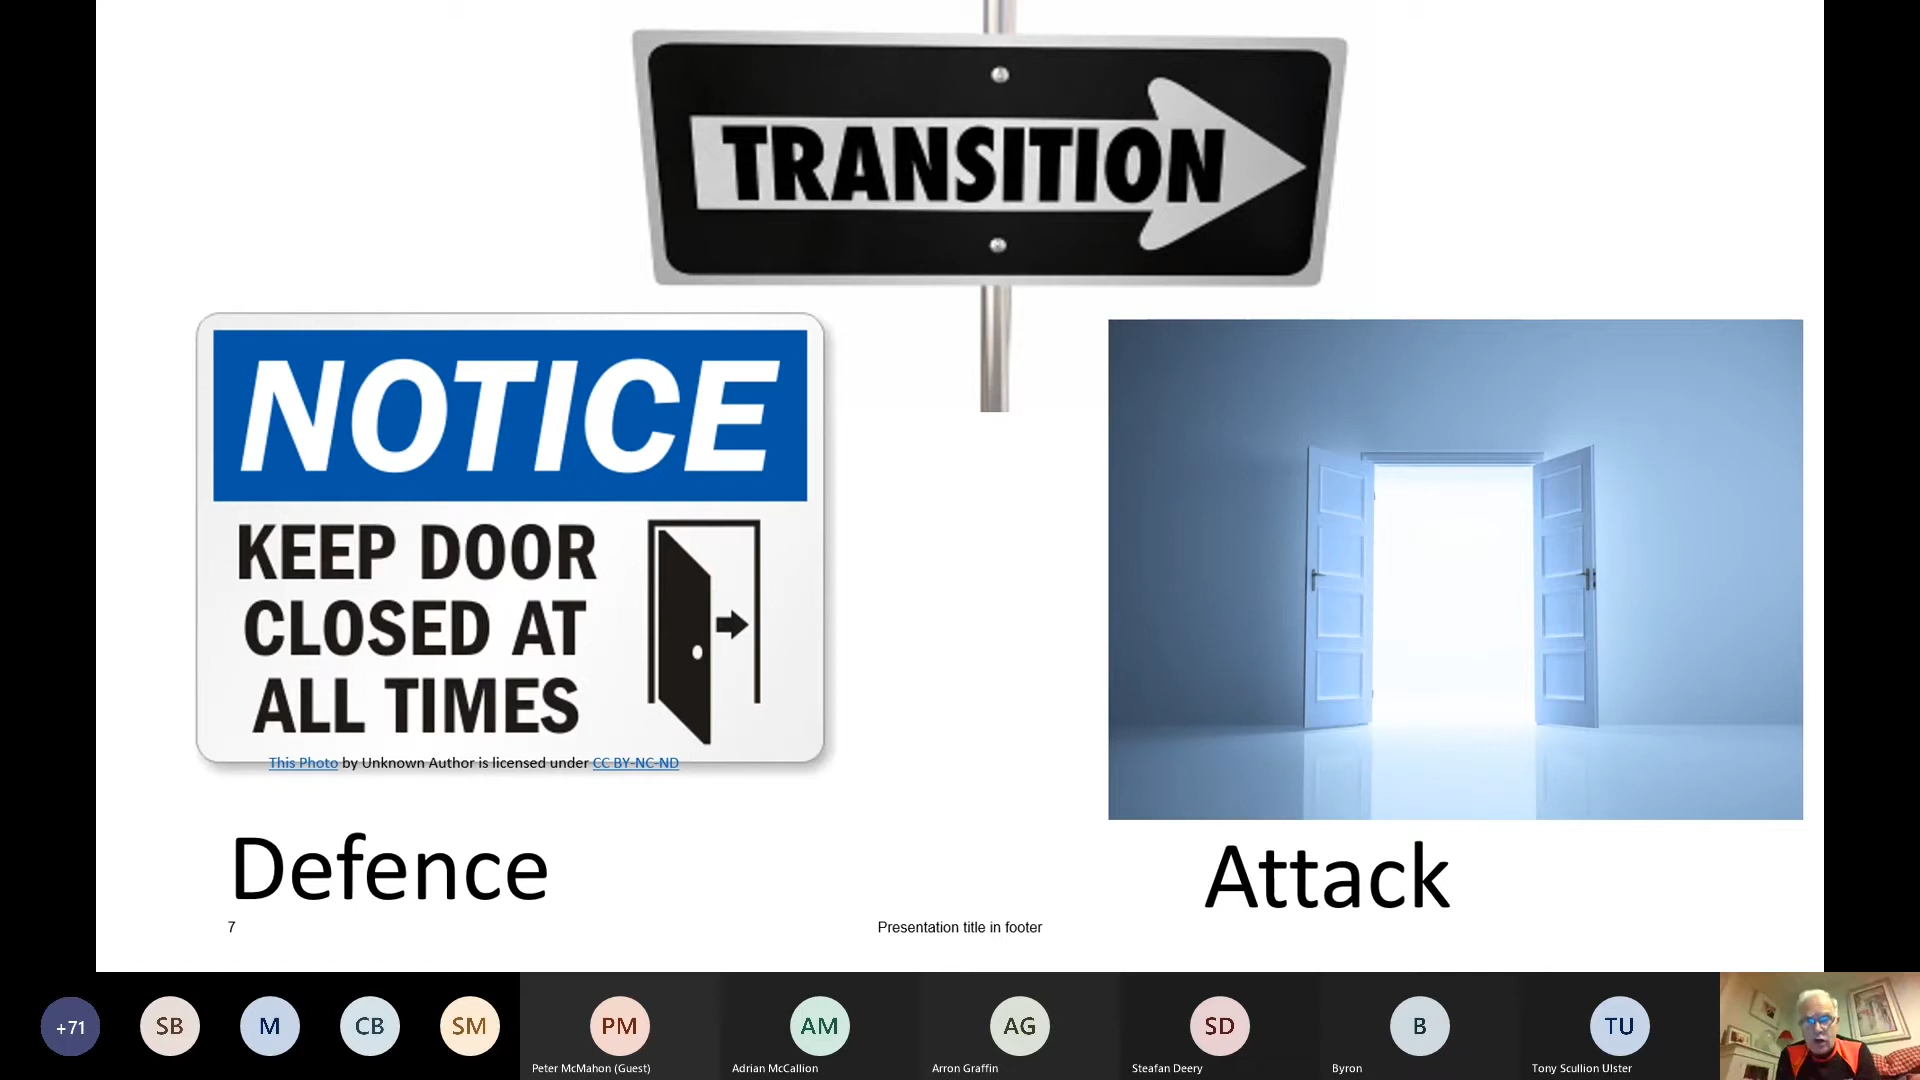 TRANSITION
NOTICE
KEEP DOOR
CLOSED AT
ALL TIMES
This Photo by Unknown Author is licensed under CC BY-NC-ND
Defence
Attack
7
Presentation title in footer
+71
SB
M
CB
SM
PM
AM
AG
SD
B
TU
Peter McMahon (Guest)
Adrian McCallion
Arron Graffin
Steafan Deery
Byron
Tony Scullion Ulster